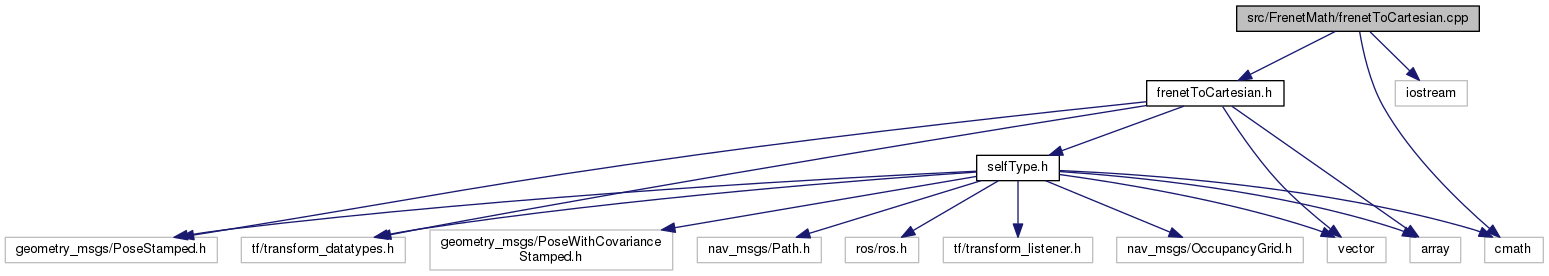 src/FrenetMath/frenetToCartesian.cpp
frenetToCartesian.h
iostream
selfType.h
geometry_msgs/PoseStamped.h
tf/transform_datatypes.h
geometry_msgs/PoseWithCovariance
Stamped.h
nav_msgs/Path.h
ros/ros.h
tf/transform_listener.h
nav_msgs/OccupancyGrid.h
vector
array
cmath